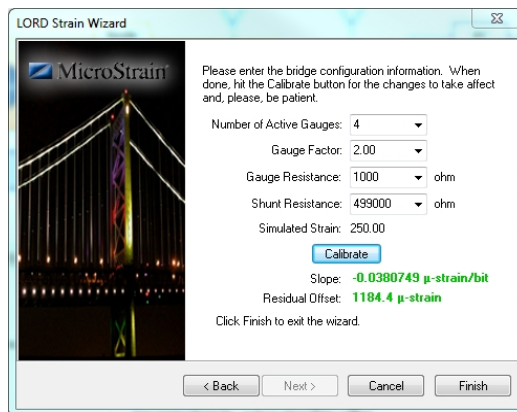 LORD Strain Wizard
MicroStrain®
Please enter the bridge configuration information. When
done, hit the Calibrate button for the changes to take affect
and, please, be patient.
Number of Active Gauges: 4
Gauge Factor: 2.00
Gauge Resistance: 1000 ohm
Shunt Resistance: 499000 ohm
Simulated Strain: 250.00
Calibrate
Slope: -0.0380749 µ-strain/bit
Residual Offset: 1184.4 µ-strain
Click Finish to exit the wizard.
< Back Next > Cancel Finish